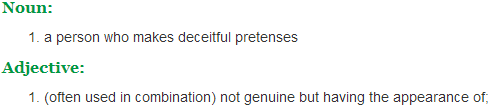 Noun:
1. a person who makes deceitful pretenses
Adjective:
1. (often used in combination) not genuine but having the appearance of;